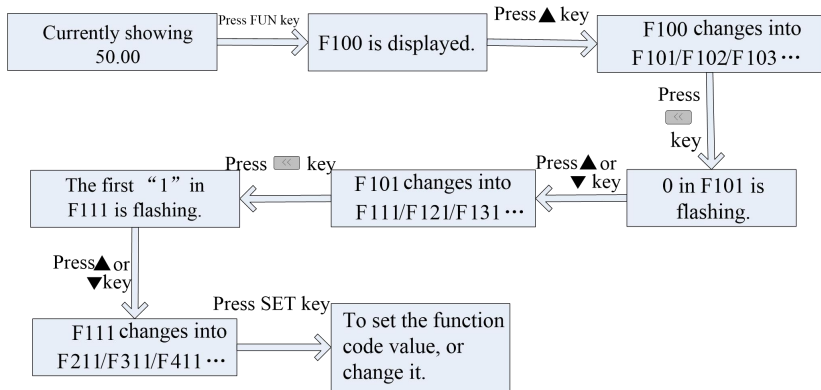 Currently showing
50.00
Press FUN key
F100 is displayed.
Press▲ key
F100 changes into
F101/F102/F103···
Press
≪
key
0 in F101 is
flashing.
Press▲or
▼ key
F101 changes into
F111/F121/F131···
Press ≪ key
The first “1” in
F111 is flashing.
Press▲or
▼key
F111 changes into
F211/F311/F411···
Press SET key
To set the function
code value, or
change it.